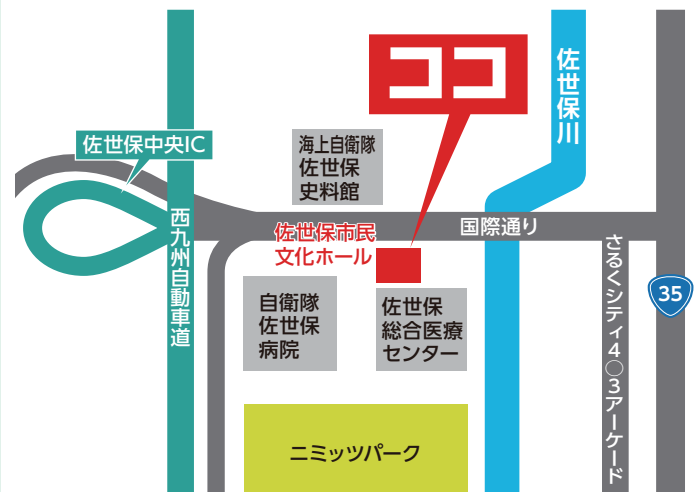 ココ
佐世保川
佐世保中央IC
海上自衛隊
佐世保
史料館
西九州自動車道
佐世保市民
文化ホール
国際通り
さるくシティ4○3アーケード
35
自衛隊
佐世保
病院
佐世保
総合医療
センター
ニミッツパーク